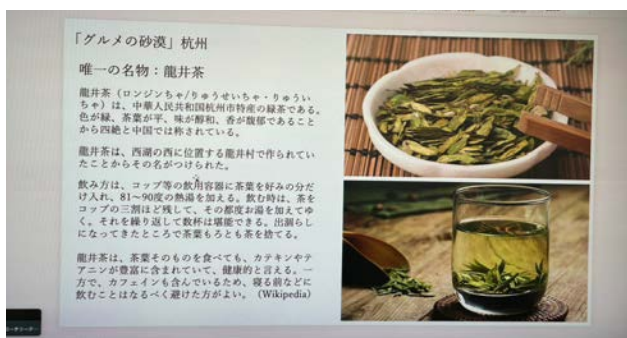 「グルメの砂漠」杭州
唯一の名物：龍井茶
龍井茶（ロンジンちゃ/りゅうせいちゃ・りゅうい
ちゃ）は、中華人民共和国杭州市特産の緑茶である。
色が緑、茶葉が平、味が醇和、香が馥郁であること
から四絶と中国では称されている。
龍井茶は、西湖の西に位置する龍井村で作られてい
たことからその名がつけられた。
飲み方は、コップ等の飲用容器に茶葉を好みの分だ
け入れ、81～90度の熱湯を加える。飲む時は、茶を
コップの三割ほど残して、その都度お湯を加えてゆ
く。それを繰り返して数杯は堪能できる。出涸らし
になってきたところで茶葉もろとも茶を捨てる。
龍井茶は、茶葉そのものを食べても、カテキンやテ
アニンが豊富に含まれていて、健康的と言える。一
方で、カフェインも含んでいるため、寝る前などに
飲むことはなるべく避けた方がよい。（Wikipedia）